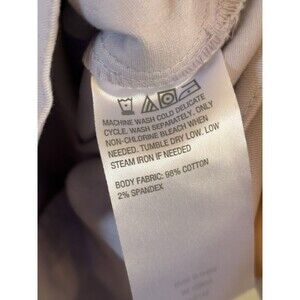 MACHINE WASH COLD DELICATE
CYCLE. WASH SEPARATELY. ONLY
NON-CHLORINE BLEACH WHEN
NEEDED. TUMBLE DRY LOW. LOW
STEAM IRON IF NEEDED
BODY FABRIC: 98% COTTON
2% SPANDEX